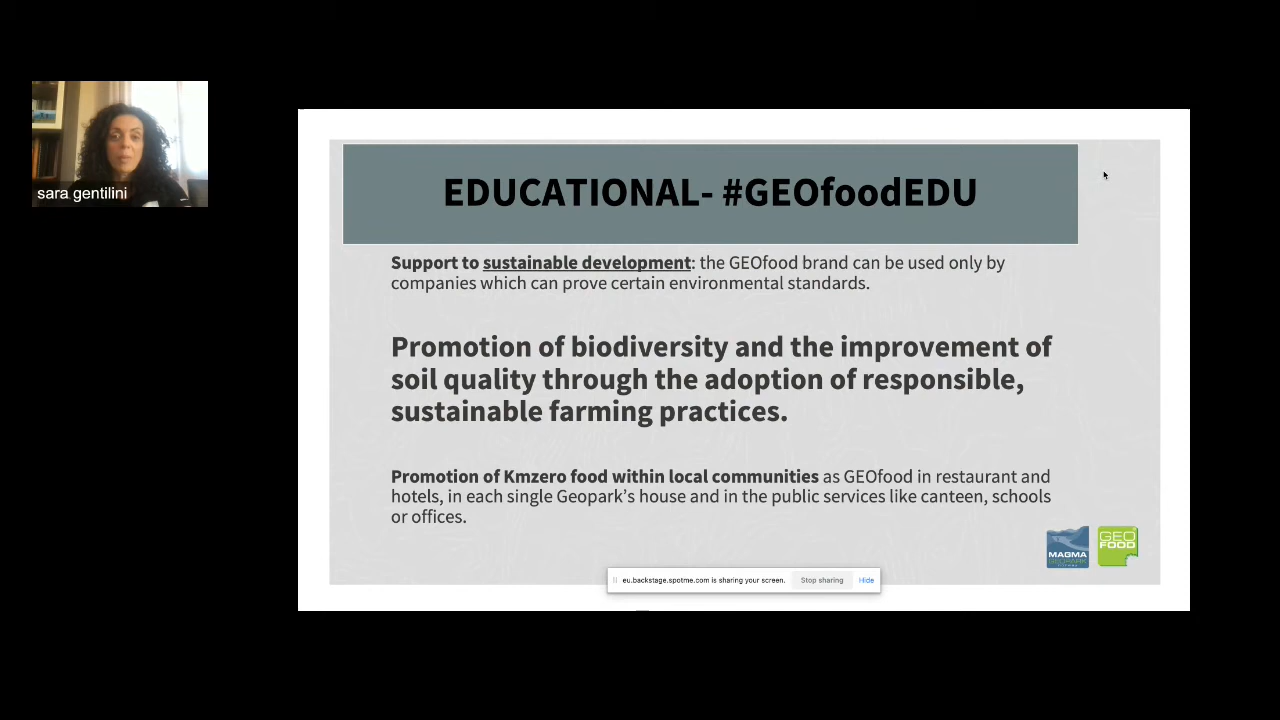 sara gentilini
EDUCATIONAL- #GEOfoodEDU
Support to sustainable development: the GEOfood brand can be used only by
companies which can prove certain environmental standards.
Promotion of biodiversity and the improvement of
soil quality through the adoption of responsible,
sustainable farming practices.
Promotion of Kmzero food within local communities as GEOfood in restaurant and
hotels, in each single Geopark's house and in the public services like canteen, schools
or offices.
MAGMA
GEOPARK
GEO
FOOD
eu.backstage.spotme.com is sharing your screen.
Stop sharing
Hide